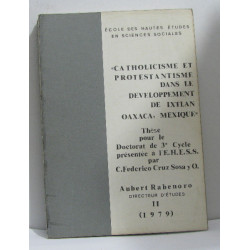 ÉCOLE DES HAUTES ÉTUDES
EN SCIENCES SOCIALES
«CATHOLICISME ET
PROTESTANTISME
DANS LE
DEVELOPPEMENT
DE IXTLAN
OAXACA, MEXIQUE»
Thèse
pour le
Doctorat de 3e Cycle
présentée à l'E.H.E.S.S.
par
C.Federico Cruz Sosa y O.
Aubert Rabenoro
DIRECTEUR D'ÉTUDES
II
(1979)